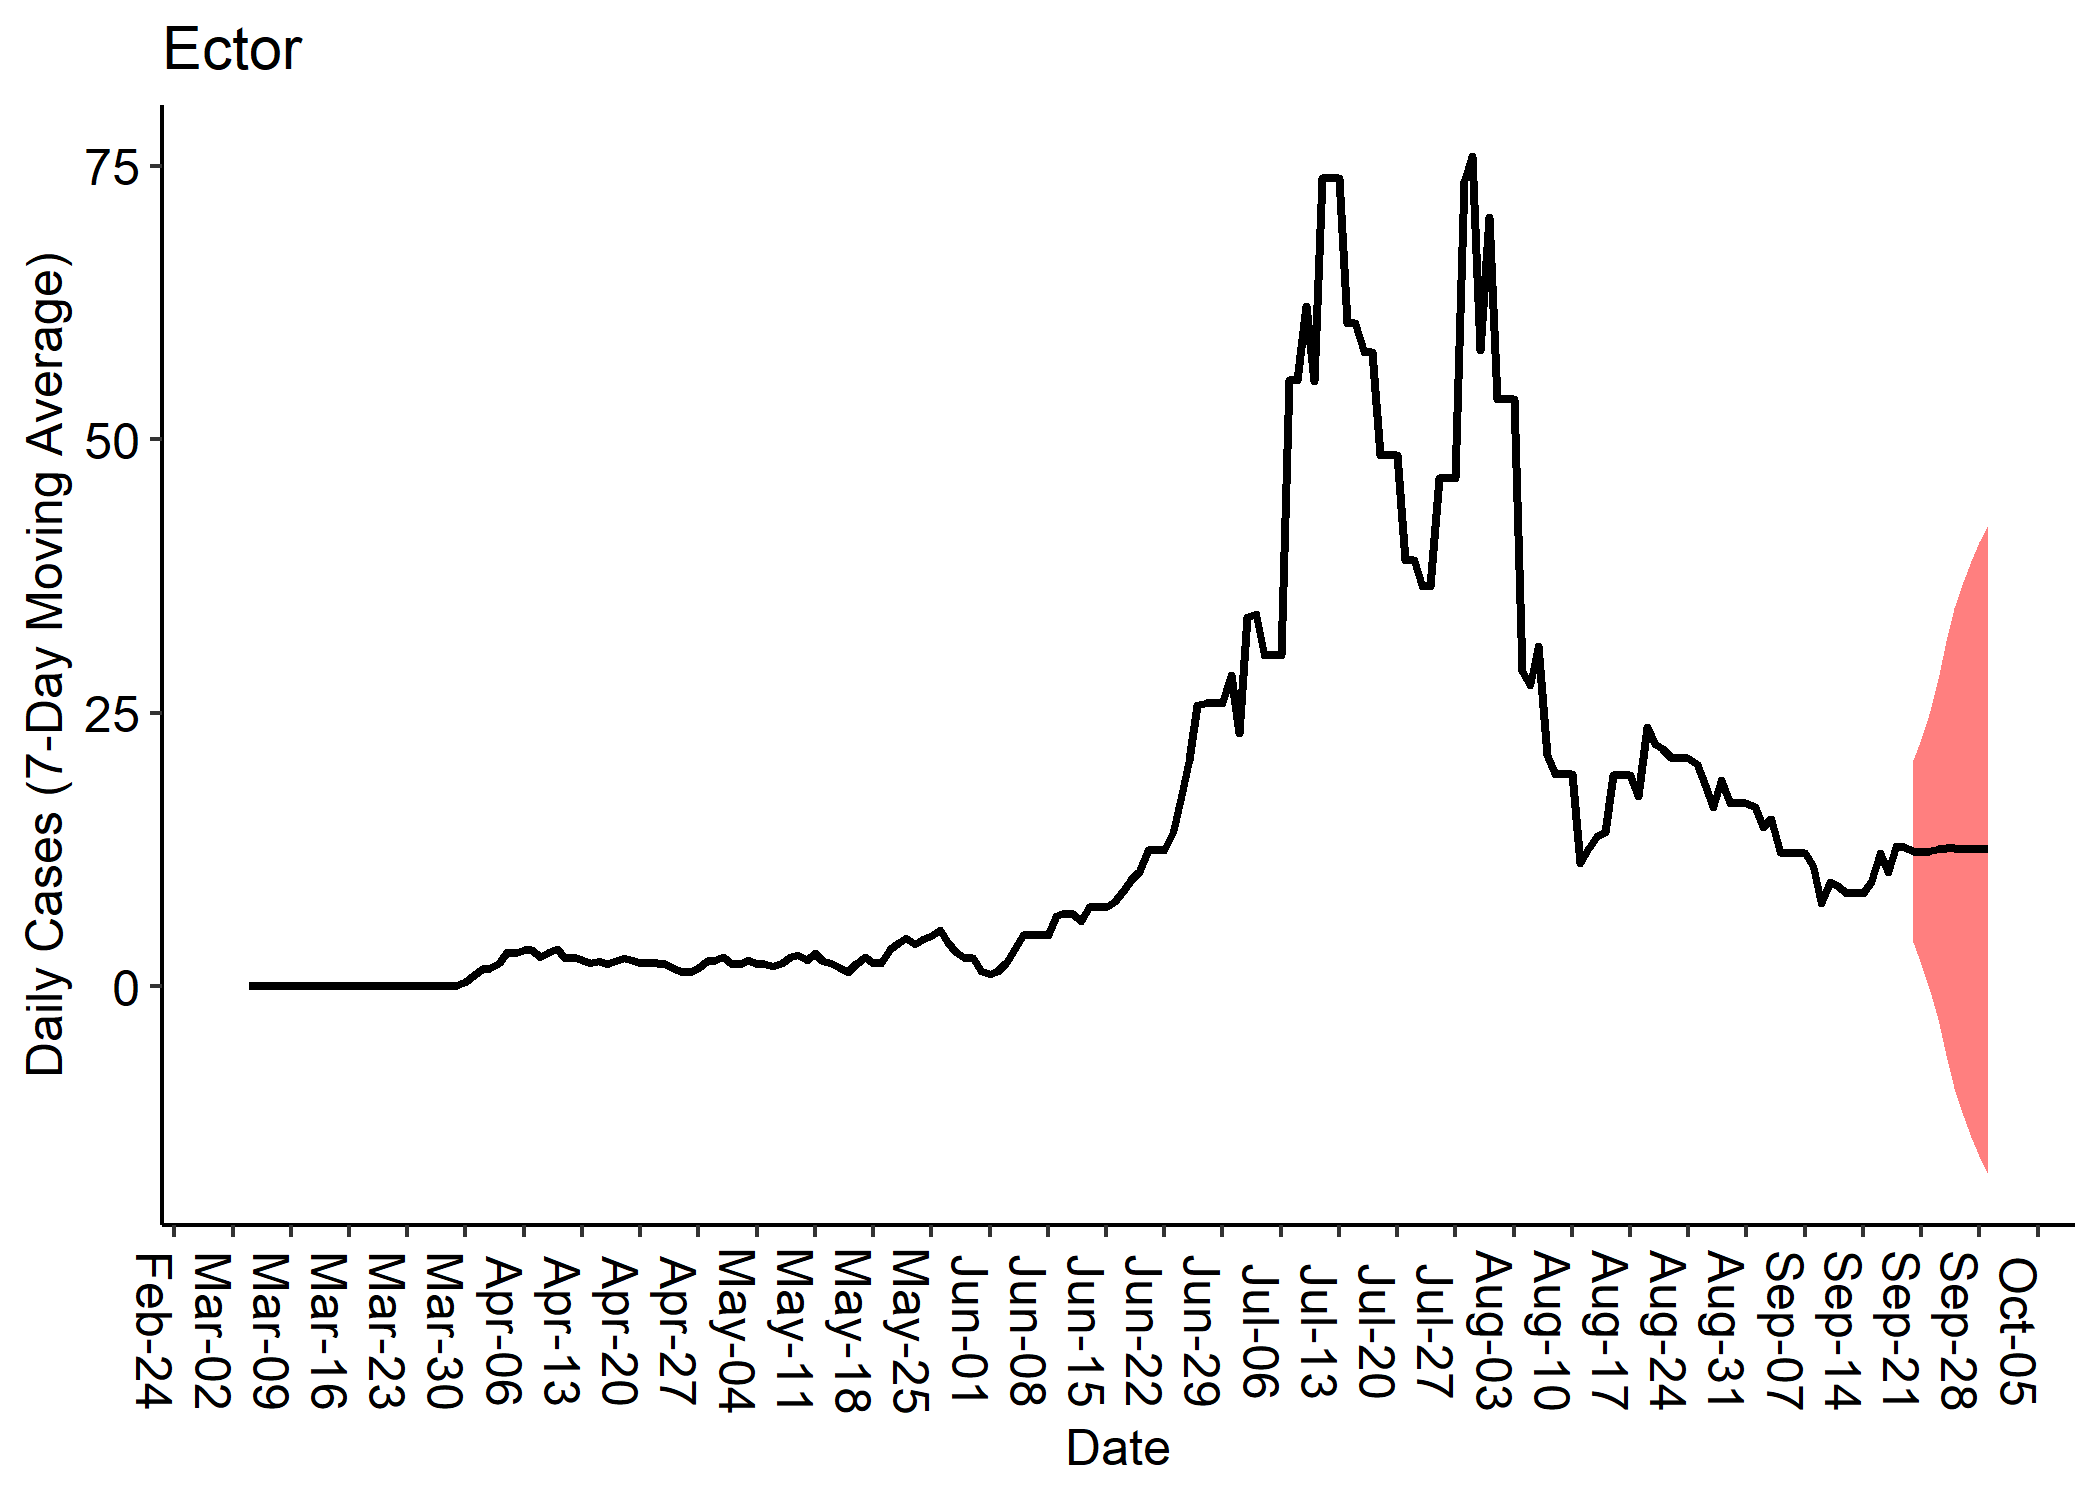 Ector
Daily Cases (7-Day Moving Average)
75
50
25
0
Feb-24
Mar-02
Mar-09
Mar-16
Mar-23
Mar-30
Apr-06
Apr-13
Apr-20
Apr-27
May-04
May-11
May-18
May-25
Jun-01
Jun-08
Jun-15
Jun-22
Jun-29
Jul-06
Jul-13
Jul-20
Jul-27
Aug-03
Aug-10
Aug-17
Aug-24
Aug-31
Sep-07
Sep-14
Sep-21
Sep-28
Oct-05
Date